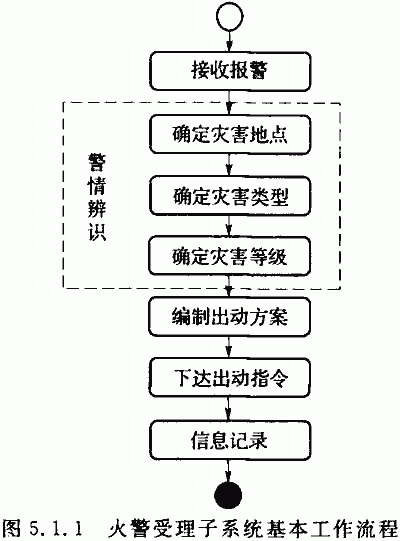 接收报警
警情辨识
确定灾害地点
确定灾害类型
确定灾害等级
编制出动方案
下达出动指令
信息记录
图 5.1.1 火警受理子系统基本工作流程